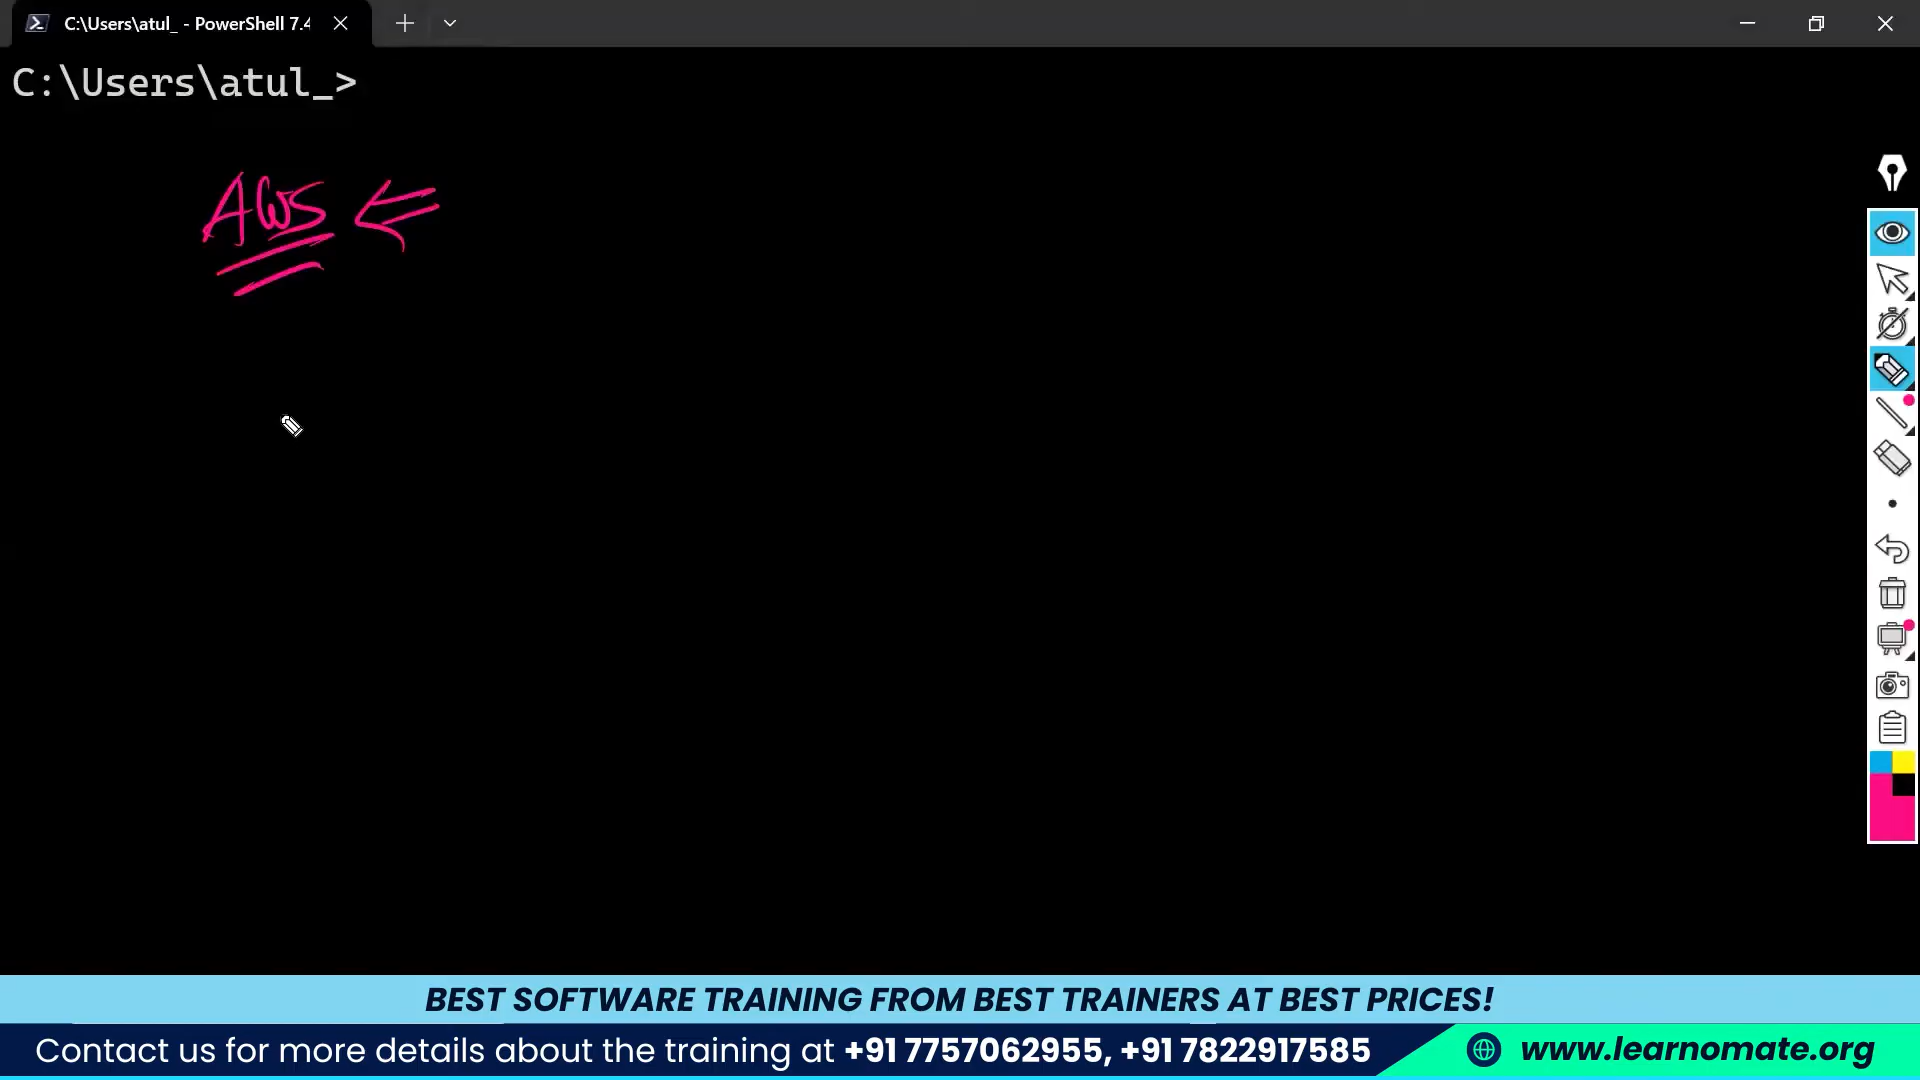 C:\Users\atul_ - PowerShell 7.4
C:\Users\atul_>
AWS
BEST SOFTWARE TRAINING FROM BEST TRAINERS AT BEST PRICES!
Contact us for more details about the training at +91 7757062955, +91 7822917585
www.learnomate.org